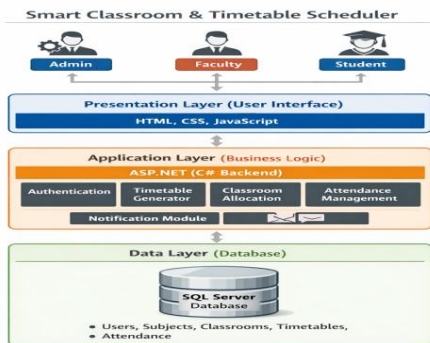 Smart Classroom & Timetable Scheduler
Admin
Faculty
Student
Presentation Layer (User Interface)
HTML, CSS, JavaScript
Application Layer (Business Logic)
ASP.NET (C# Backend)
Authentication
Timetable
Generator
Classroom
Allocation
Attendance
Management
Notification Module
Data Layer (Database)
SQL Server
Database
• Users, Subjects, Classrooms, Timetables,
• Attendance